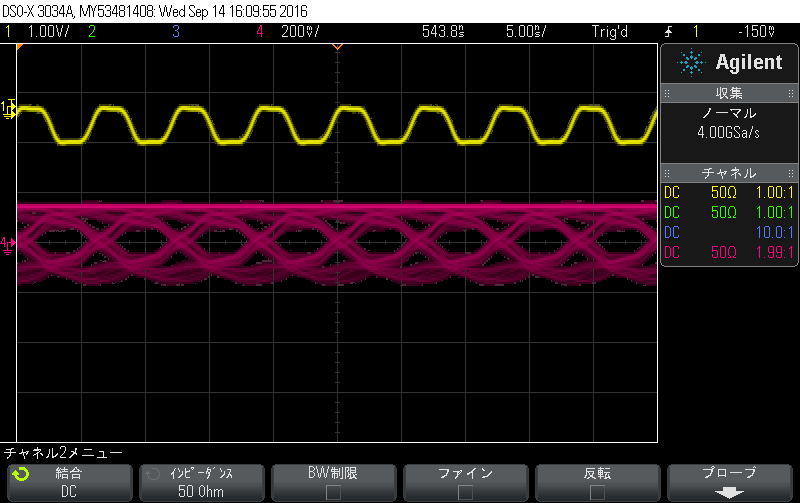 DSO-X 3034A, MY53481408: Wed Sep 14 16:09:55 2016
1 1.00V/ 2 3 4 200mV/ 543.8ns 5.00ns/ Trig'd 1 -150mV
Agilent
収集
ノーマル
4.00GSa/s
チャネル
DC 50Ω 1.00:1
DC 50Ω 1.00:1
DC 10.0:1
DC 50Ω 1.99:1
1
4
チャネル2メニュー
結合
DC
インピーダンス
50 Ohm
BW制限
ファイン
反転
プローブ